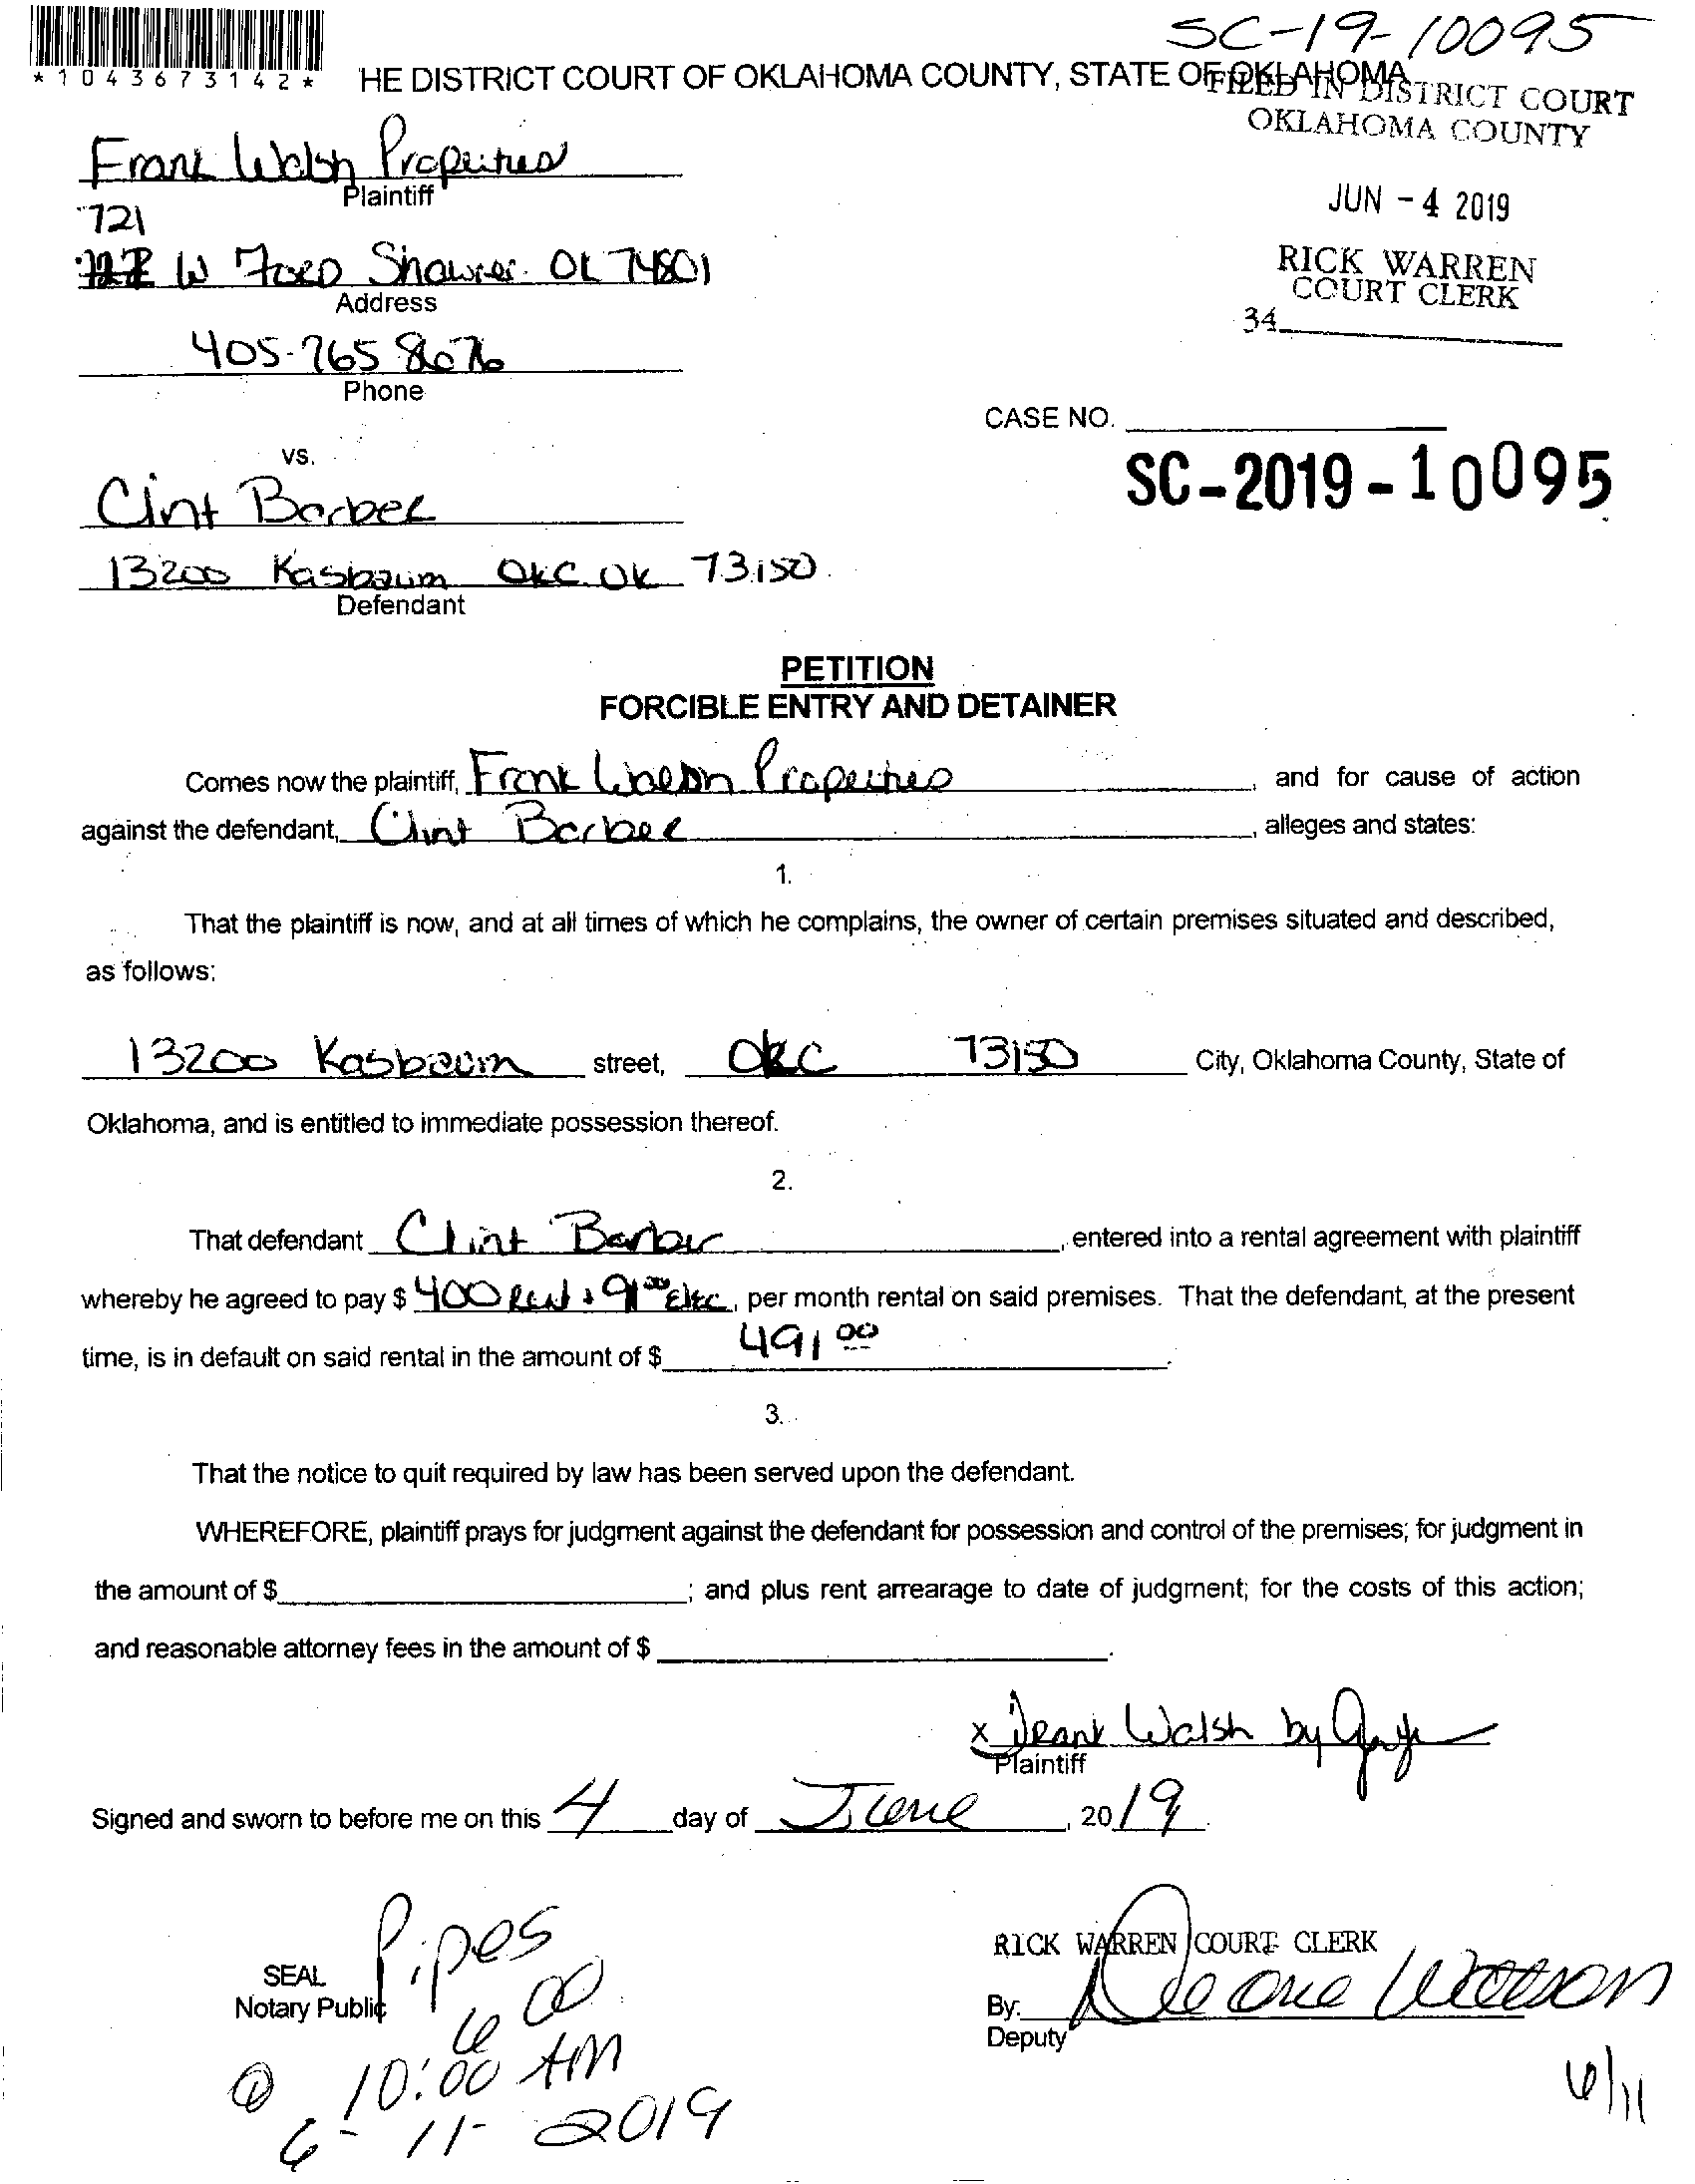 SC-19-10095
*1043673142*
HE DISTRICT COURT OF OKLAHOMA COUNTY, STATE OF OKLAHOMA
FILED IN DISTRICT COURT
OKLAHOMA COUNTY
JUN - 4 2019
RICK WARREN
COURT CLERK
34
Frank Walsh Properties
Plaintiff
721
W 7 Shawnee OK 74801
Address
405-765 8676
Phone
CASE NO.
SC-2019-10095
vs.
Clint Barbee
13200 Kasbaum OKC OK 73150
Defendant
PETITION
FORCIBLE ENTRY AND DETAINER
Comes now the plaintiff, Frank Walsh Properties, and for cause of action
against the defendant, Clint Barbee, alleges and states:
1.
That the plaintiff is now, and at all times of which he complains, the owner of certain premises situated and described,
as follows:
13200 Kasbaum street, OKC 73150 City, Oklahoma County, State of
Oklahoma, and is entitled to immediate possession thereof.
2.
That defendant Clint Barber, entered into a rental agreement with plaintiff
whereby he agreed to pay $ 400 Rent + 91.00 Elec, per month rental on said premises. That the defendant, at the present
time, is in default on said rental in the amount of $ 491 00.
3.
That the notice to quit required by law has been served upon the defendant.
WHEREFORE, plaintiff prays for judgment against the defendant for possession and control of the premises; for judgment in
the amount of $ ; and plus rent arrearage to date of judgment; for the costs of this action;
and reasonable attorney fees in the amount of $ .
x Frank Walsh by
Plaintiff
Signed and sworn to before me on this 4 day of June, 2019.
SEAL
Notary Public
Pipes
600
@ 10:00 AM
6-11-2019
RICK WARREN COURT CLERK
By:
Deputy
6/11